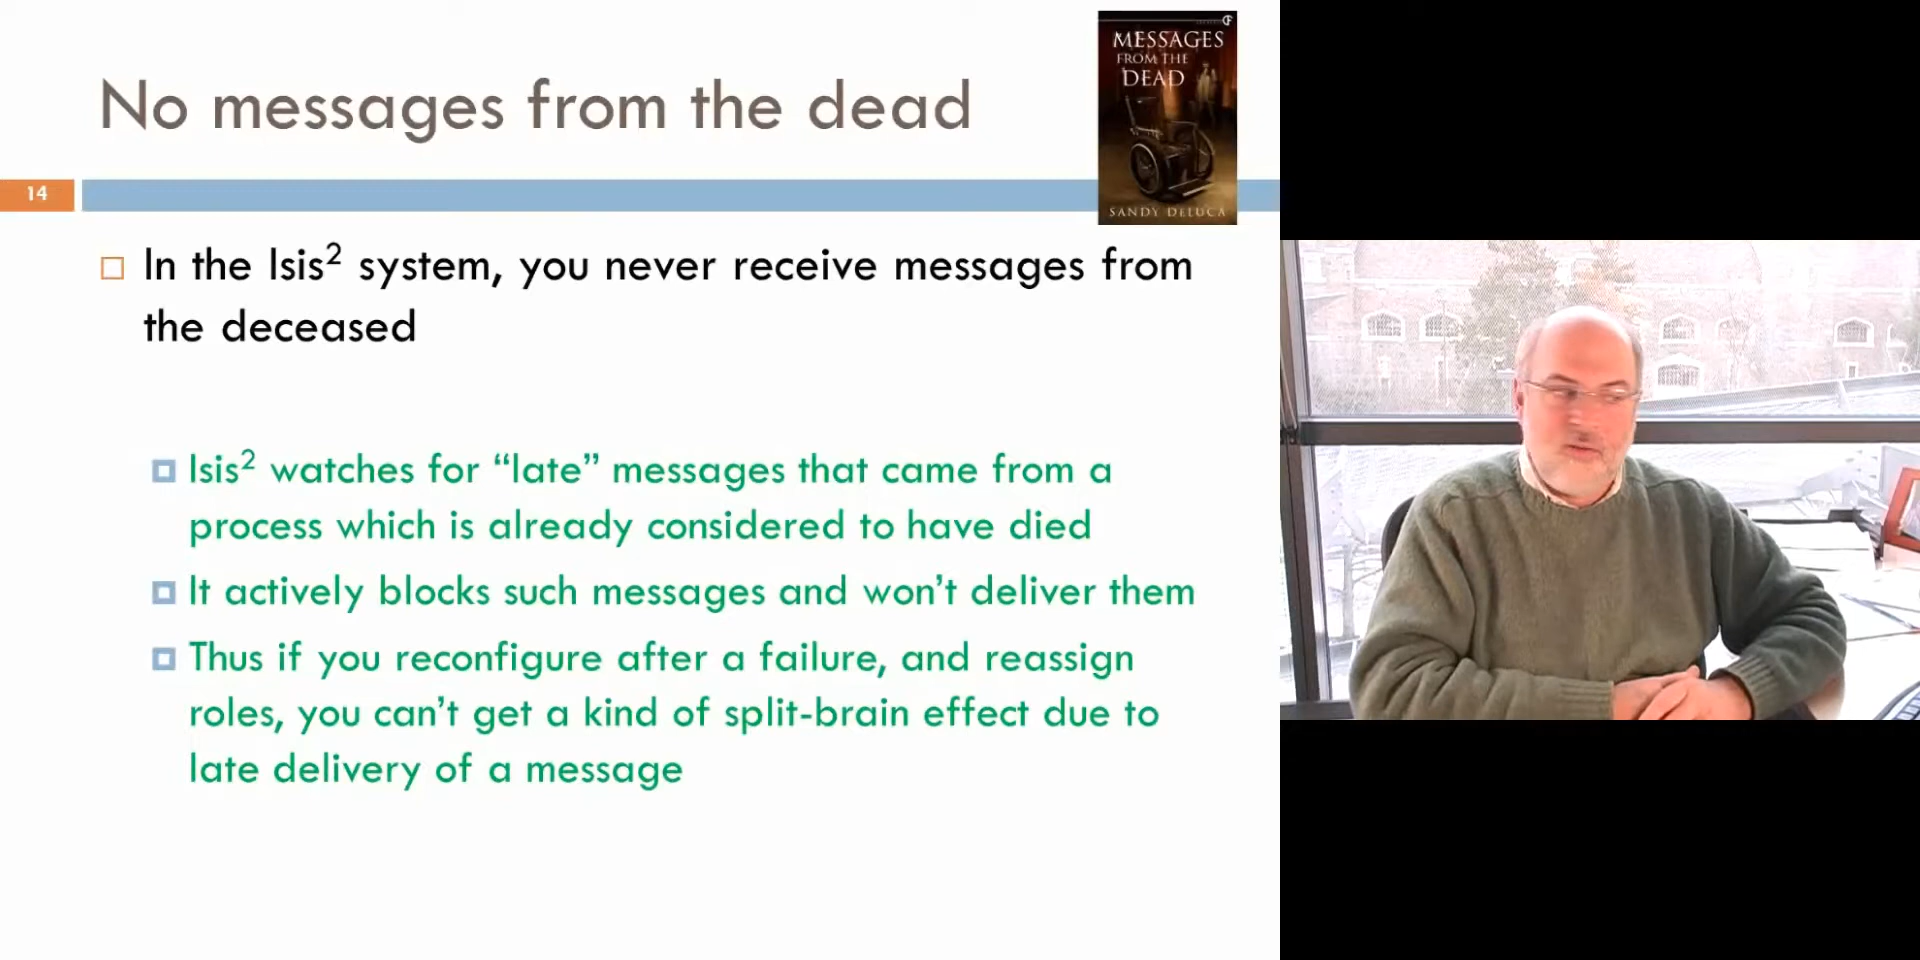 No messages from the dead
MESSAGES
FROM THE
DEAD
SANDY DELUCA
14
In the Isis² system, you never receive messages from
the deceased
Isis² watches for “late” messages that came from a
process which is already considered to have died
It actively blocks such messages and won’t deliver them
Thus if you reconfigure after a failure, and reassign
roles, you can’t get a kind of split-brain effect due to
late delivery of a message